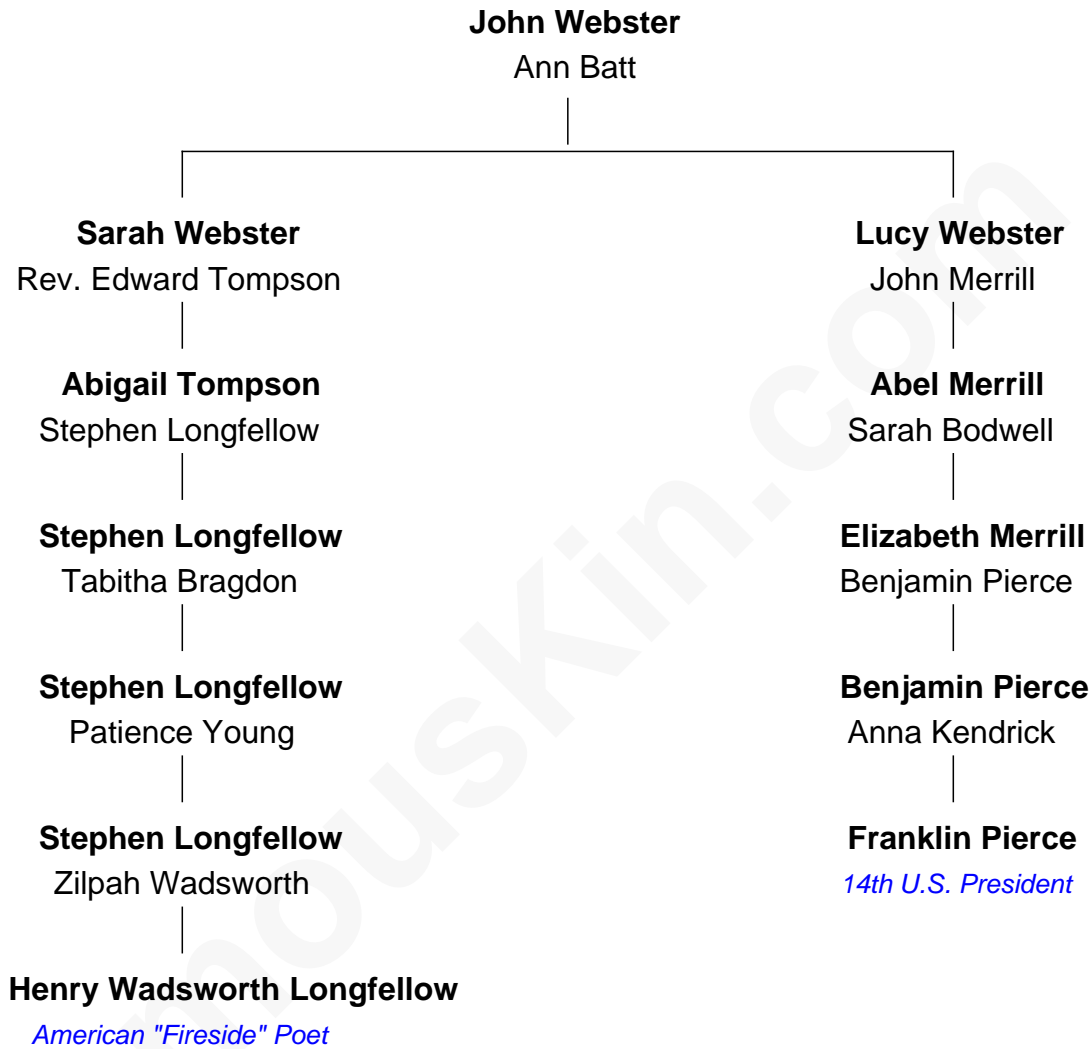 John Webster
Ann Batt
Sarah Webster
Rev. Edward Tompson
Abigail Tompson
Stephen Longfellow
Stephen Longfellow
Tabitha Bragdon
Stephen Longfellow
Patience Young
Stephen Longfellow
Zilpah Wadsworth
Henry Wadsworth Longfellow
American "Fireside" Poet
Lucy Webster
John Merrill
Abel Merrill
Sarah Bodwell
Elizabeth Merrill
Benjamin Pierce
Benjamin Pierce
Anna Kendrick
Franklin Pierce
14th U.S. President
mousKin.com